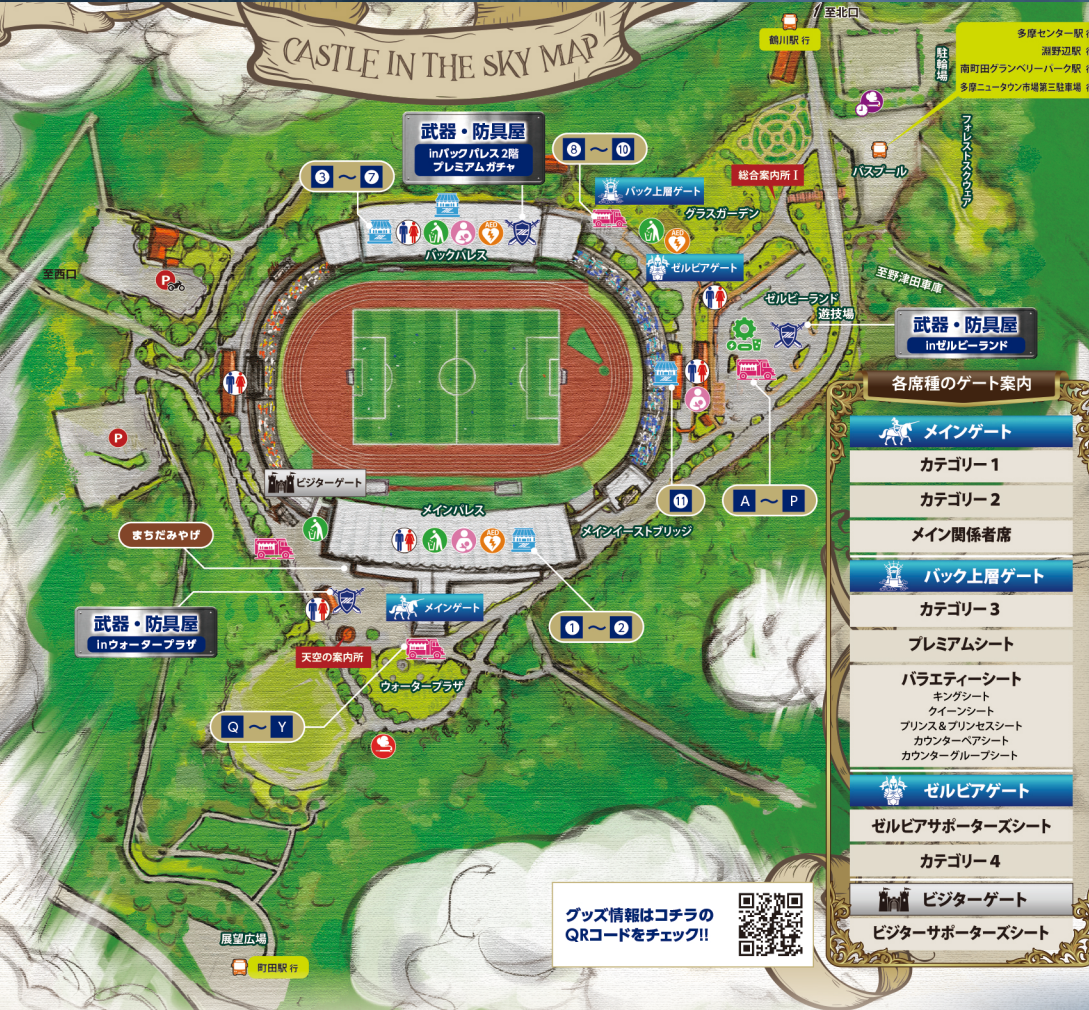 CASTLE IN THE SKY MAP
至北口
鶴川駅 行
多摩センター駅
淵野辺駅
南町田グランベリーパーク駅
多摩ニュータウン市場第三駐車場
駐輪場
フォレストスクウェア
バスプール
武器・防具屋
inバックパレス2階
プレミアムガチャ
8 ～ 10
3 ～ 7
バック上層ゲート
総合案内所 I
グラスガーデン
AED
AED
バックパレス
ゼルビアゲート
至西口
P
至野津田車庫
ゼルビーランド
遊技場
武器・防具屋
inゼルビーランド
P
ビジターゲート
11
A ～ P
メインパレス
メインイーストブリッジ
AED
まちだみやげ
武器・防具屋
inウォータープラザ
メインゲート
1 ～ 2
天空の案内所
ウォータープラザ
Q ～ Y
展望広場
町田駅 行
グッズ情報はコチラの
QRコードをチェック!!
各席種のゲート案内
メインゲート
カテゴリー 1
カテゴリー 2
メイン関係者席
バック上層ゲート
カテゴリー 3
プレミアムシート
バラエティーシート
キングシート
クイーンシート
プリンス＆プリンセスシート
カウンターペアシート
カウンターグループシート
ゼルビアゲート
ゼルビアサポーターズシート
カテゴリー 4
ビジターゲート
ビジターサポーターズシート